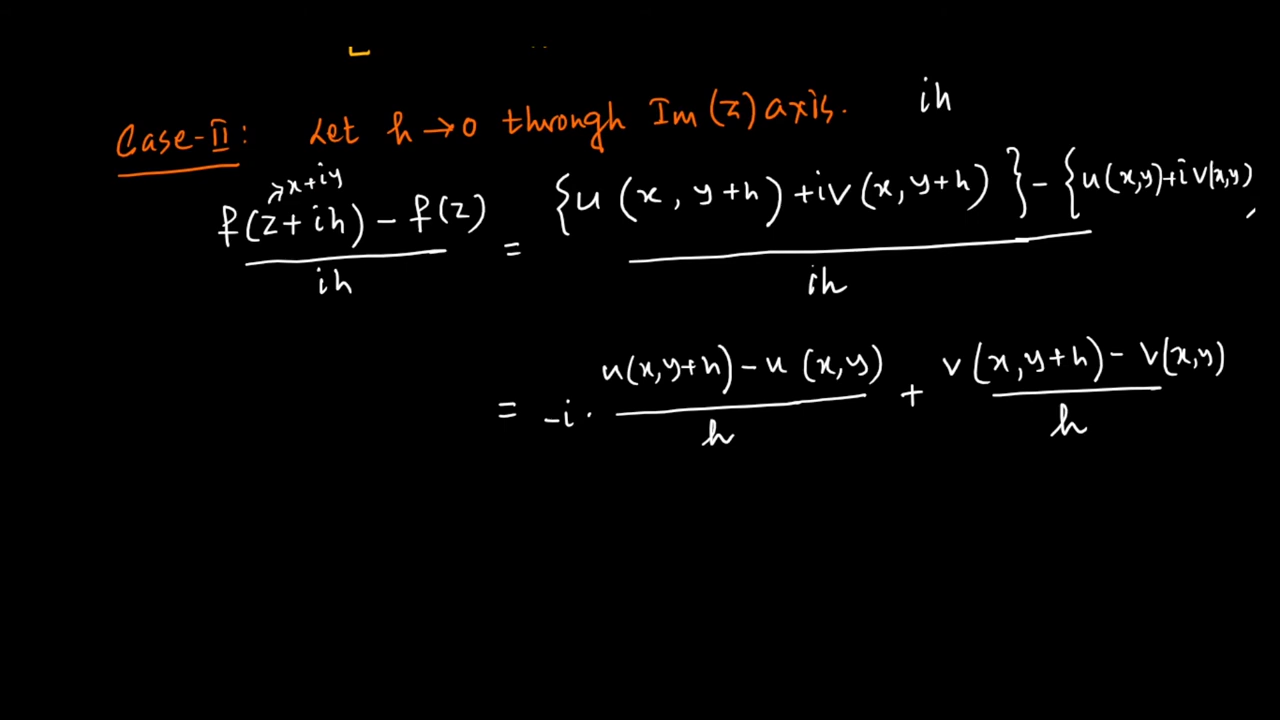 Case-II: Let h→0 through Im(z) axis. ih
→x+iy
f(z+ih) - f(z) = {u(x, y+h) + iv(x, y+h)} - {u(x,y)+iv(x,y)
ih ih
= -i. u(x,y+h) - u(x,y) + v(x,y+h) - v(x,y)
h h